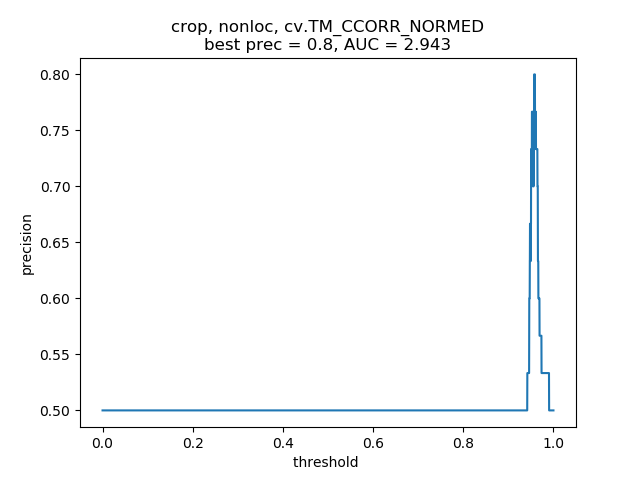 crop, nonloc, cv.TM_CCORR_NORMED
best prec = 0.8, AUC = 2.943
0.80
0.75
0.70
0.65
0.60
0.55
0.50
precision
0.0 0.2 0.4 0.6 0.8 1.0
threshold